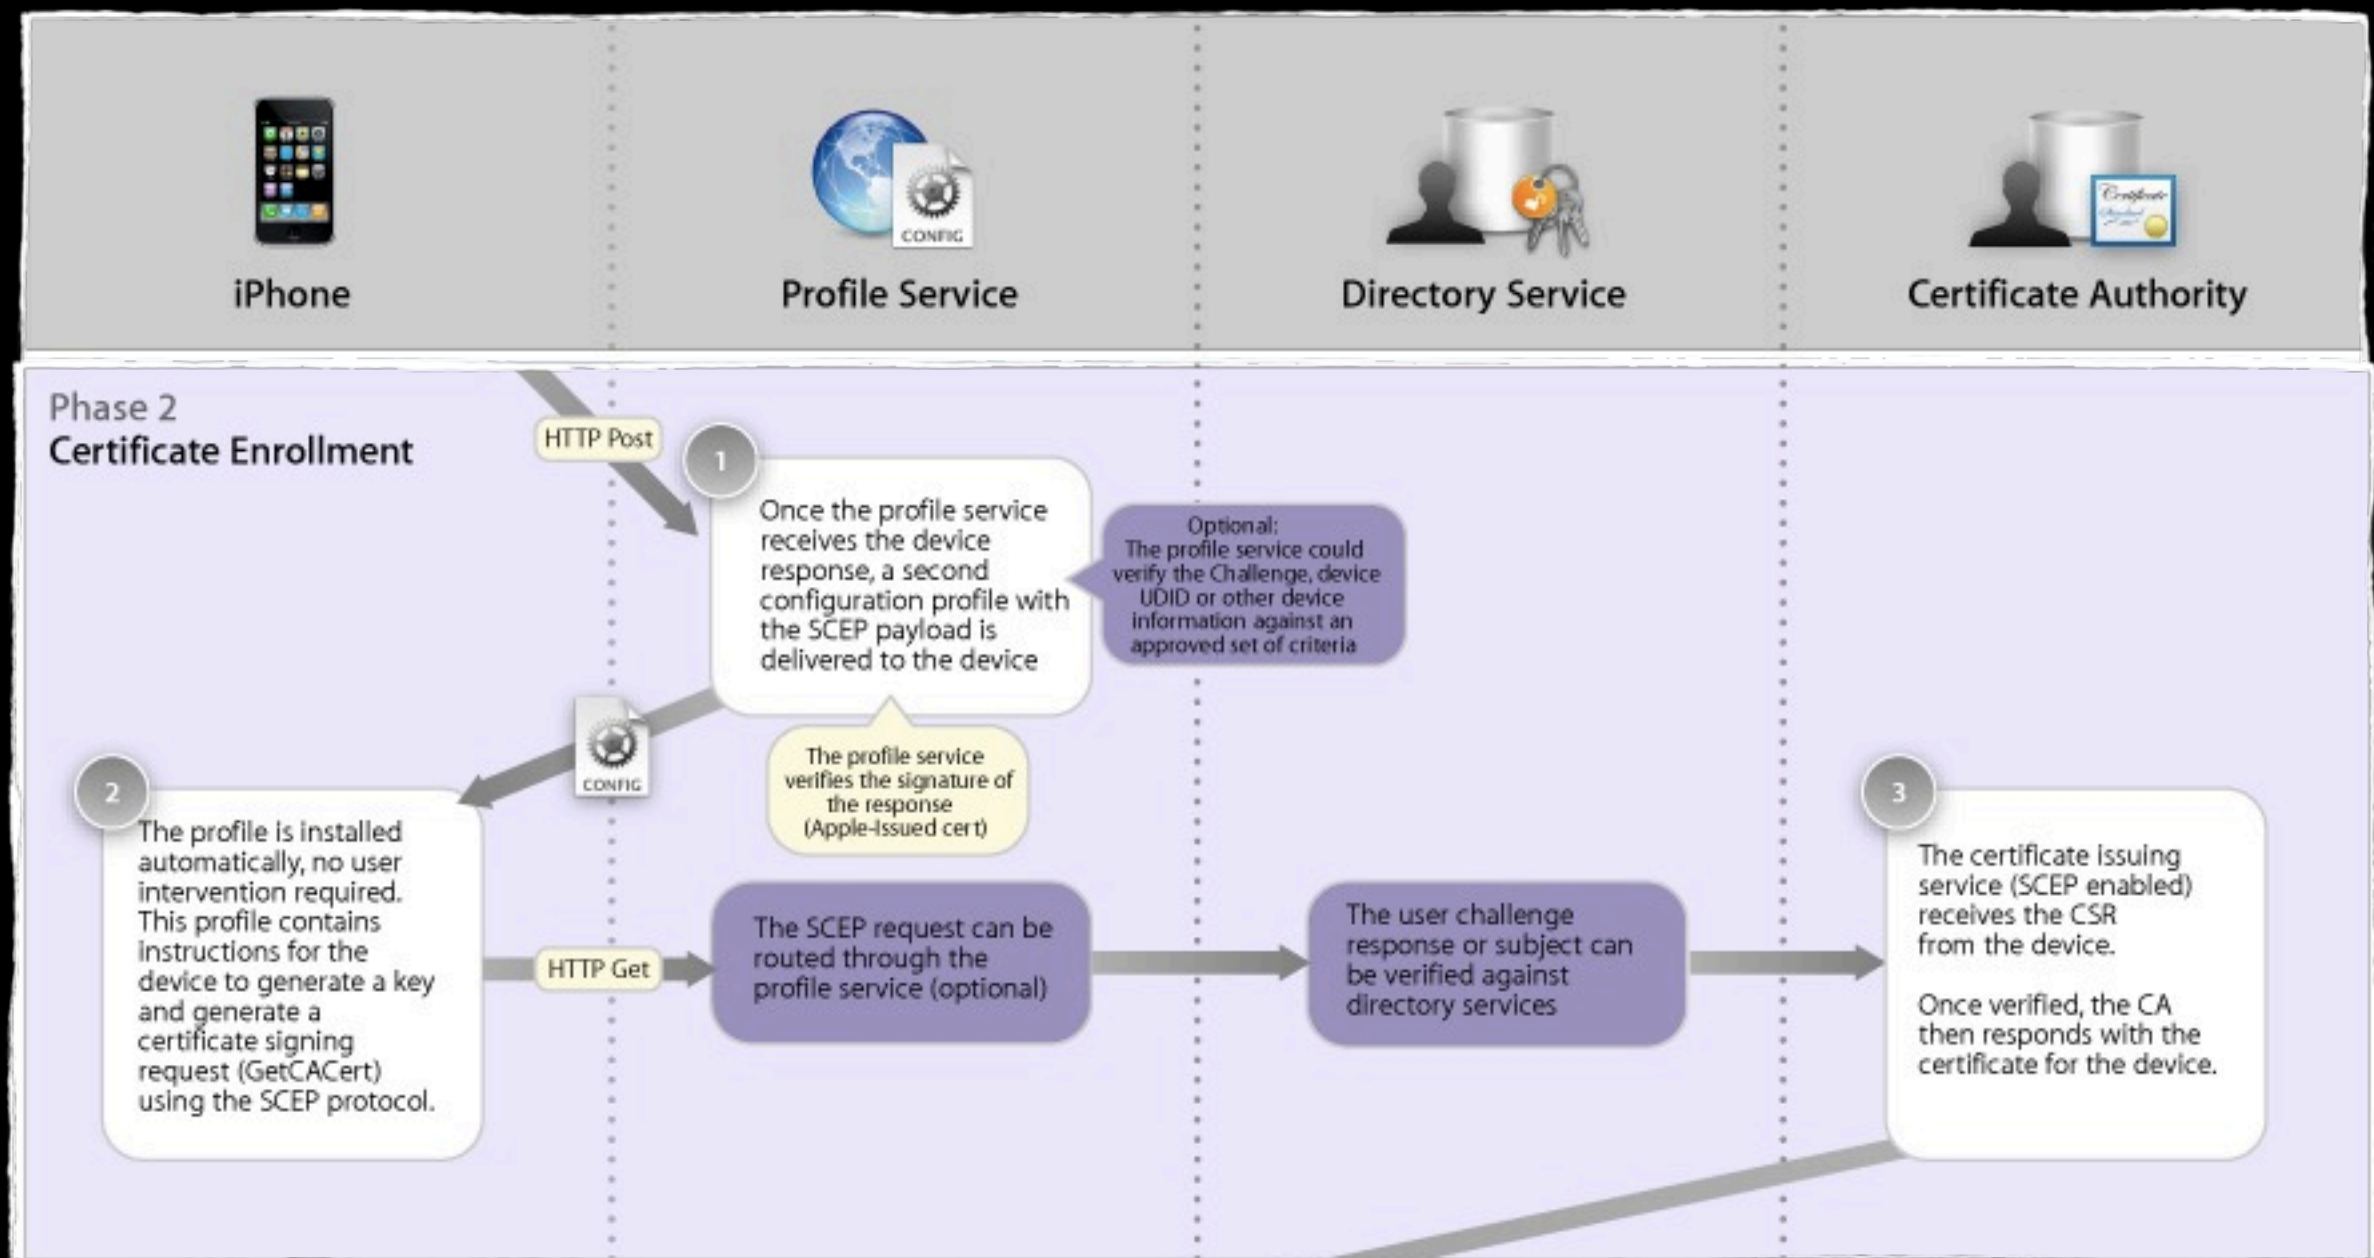 CONFIG
Certificate
iPhone
Profile Service
Directory Service
Certificate Authority
Phase 2
Certificate Enrollment
HTTP Post
1
Once the profile service
receives the device
response, a second
configuration profile with
the SCEP payload is
delivered to the device
Optional:
The profile service could
verify the Challenge, device
UDID or other device
information against an
approved set of criteria
CONFIG
The profile service
verifies the signature of
the response
(Apple-issued cert)
2
The profile is installed
automatically, no user
intervention required.
This profile contains
instructions for the
device to generate a key
and generate a
certificate signing
request (GetCACert)
using the SCEP protocol.
HTTP Get
The SCEP request can be
routed through the
profile service (optional)
The user challenge
response or subject can
be verified against
directory services
3
The certificate issuing
service (SCEP enabled)
receives the CSR
from the device.
Once verified, the CA
then responds with the
certificate for the device.